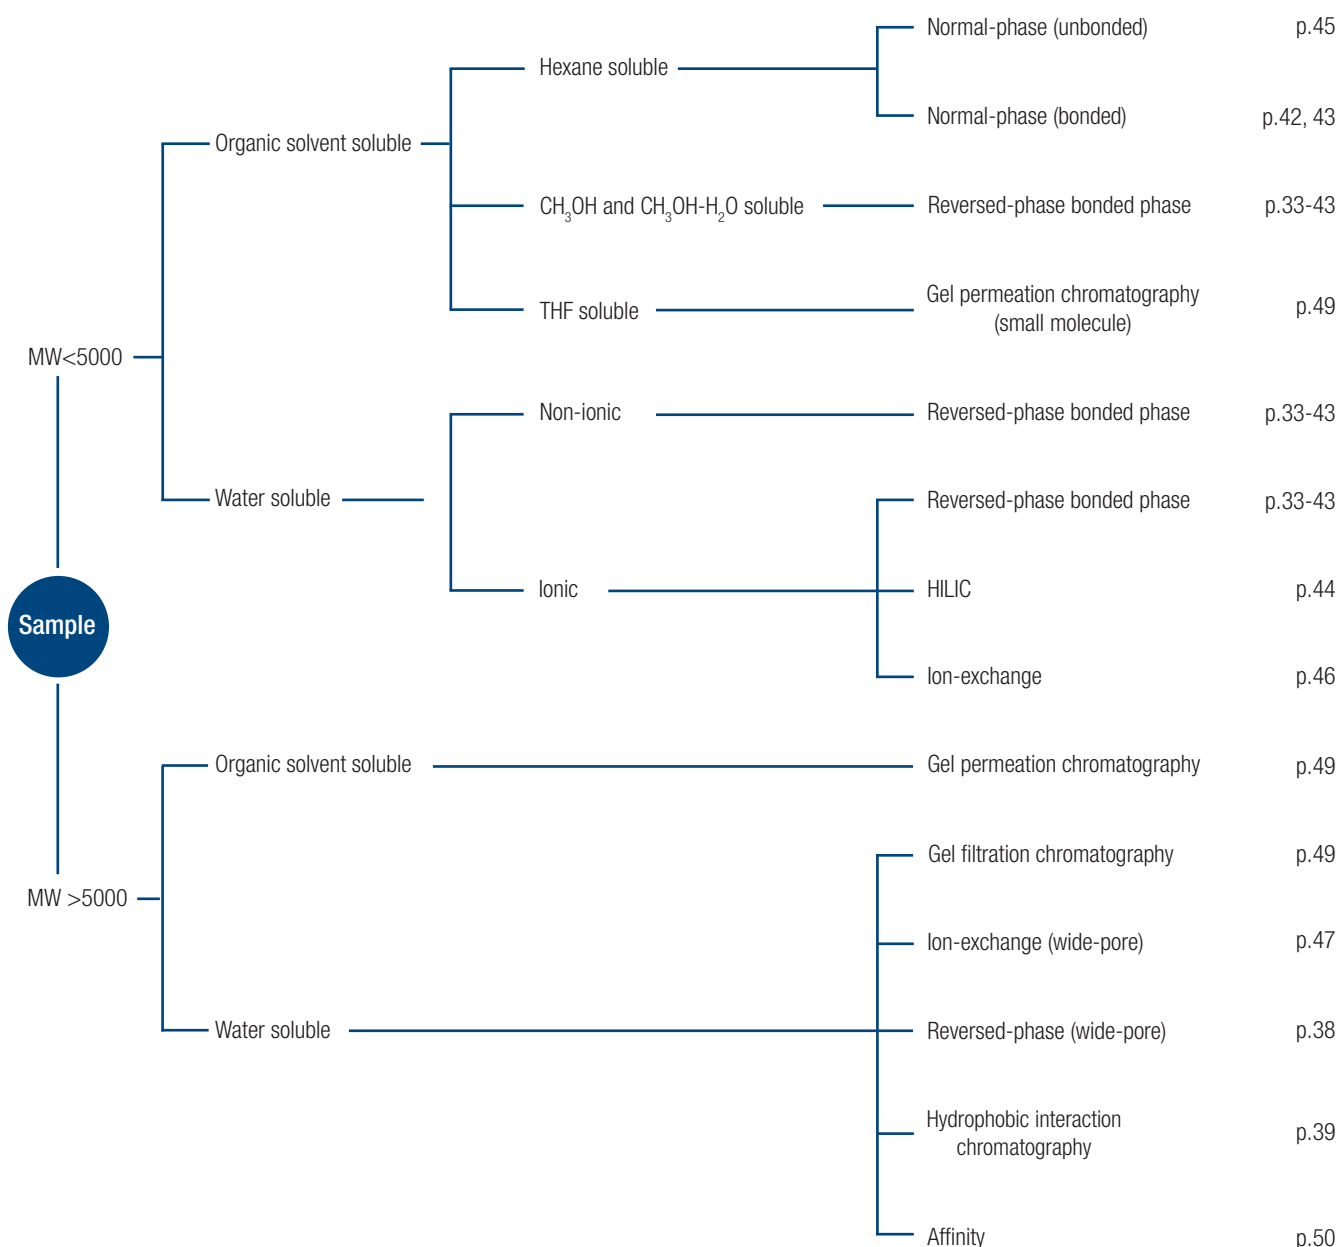 Normal-phase (unbonded) p.45
Hexane soluble
Normal-phase (bonded) p.42, 43
Organic solvent soluble
CH₃OH and CH₃OH-H₂O soluble Reversed-phase bonded phase p.33-43
Gel permeation chromatography
(small molecule) p.49
THF soluble
MW<5000
Non-ionic Reversed-phase bonded phase p.33-43
Water soluble
Reversed-phase bonded phase p.33-43
Ionic HILIC p.44
Sample
Ion-exchange p.46
Organic solvent soluble Gel permeation chromatography p.49
Gel filtration chromatography p.49
MW >5000
Ion-exchange (wide-pore) p.47
Water soluble Reversed-phase (wide-pore) p.38
Hydrophobic interaction
chromatography p.39
Affinity p.50